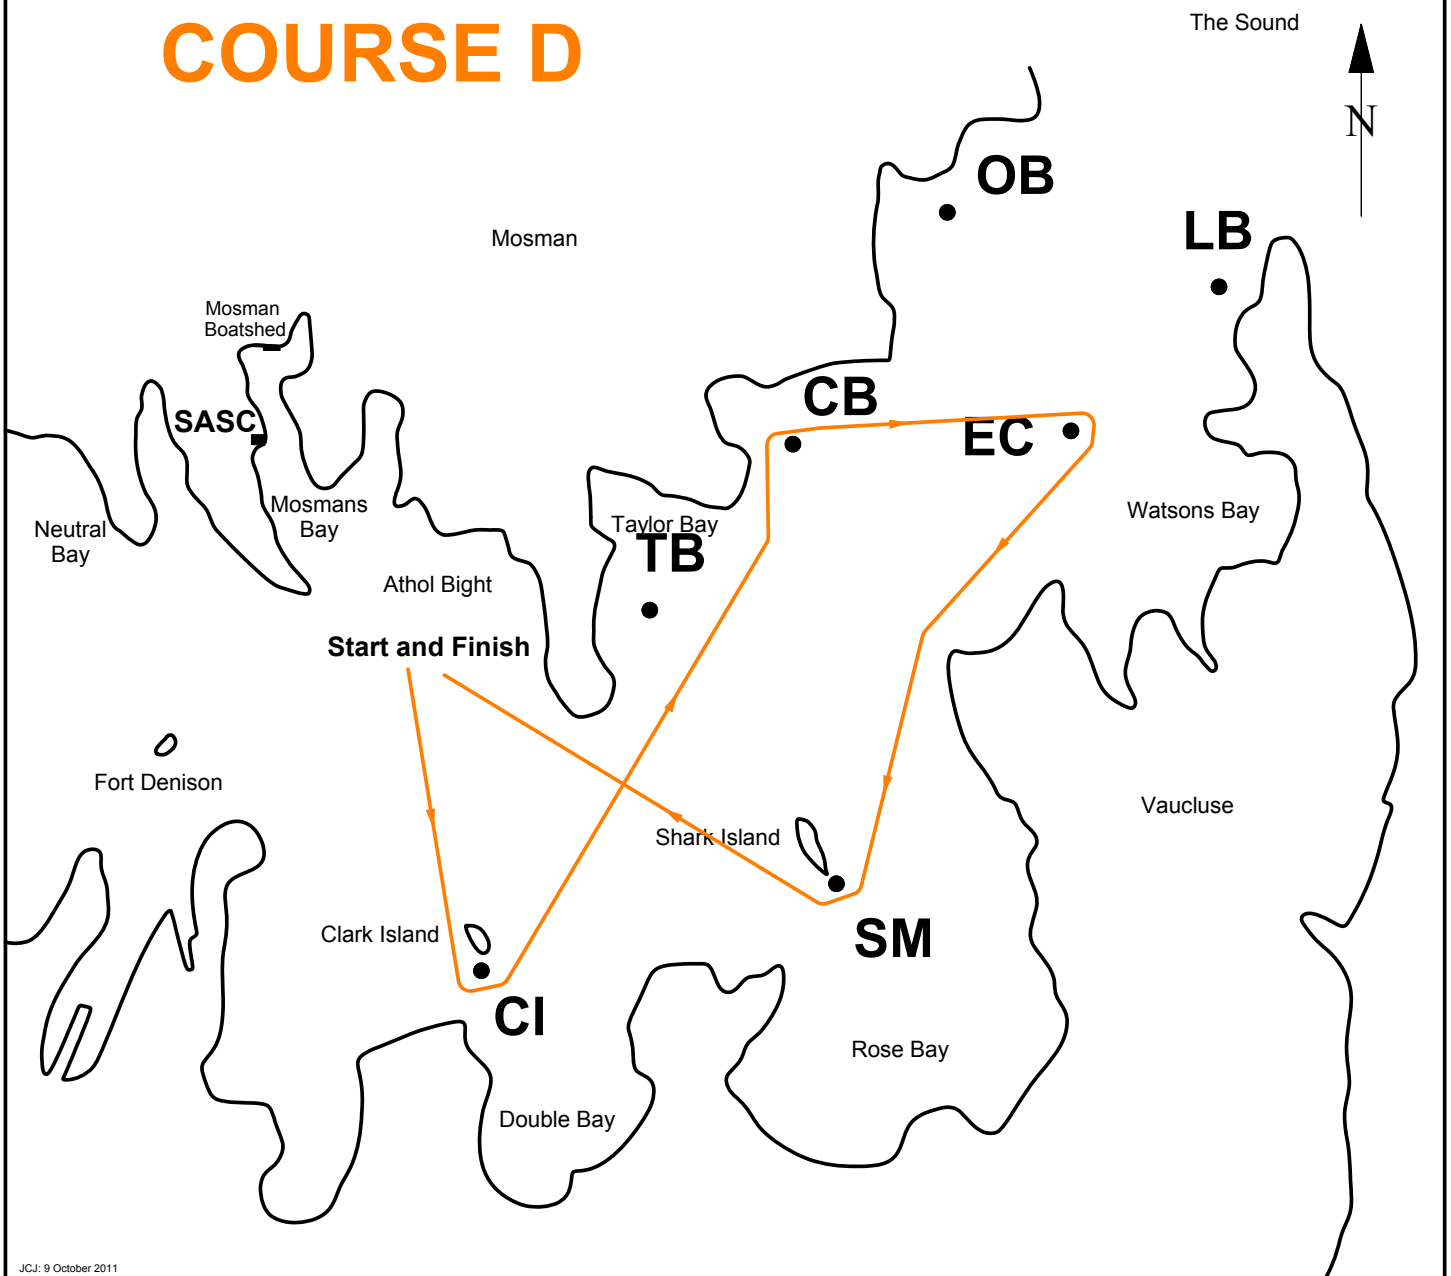 COURSE D
The Sound
N
OB
LB
Mosman
Mosman
Boatshed
CB
SASC
EC
Mosmans
Bay
Neutral
Bay
Taylor Bay
TB
Watsons Bay
Athol Bight
Start and Finish
Fort Denison
Vaucluse
Shark Island
Clark Island
SM
CI
Rose Bay
Double Bay
JCJ: 9 October 2011